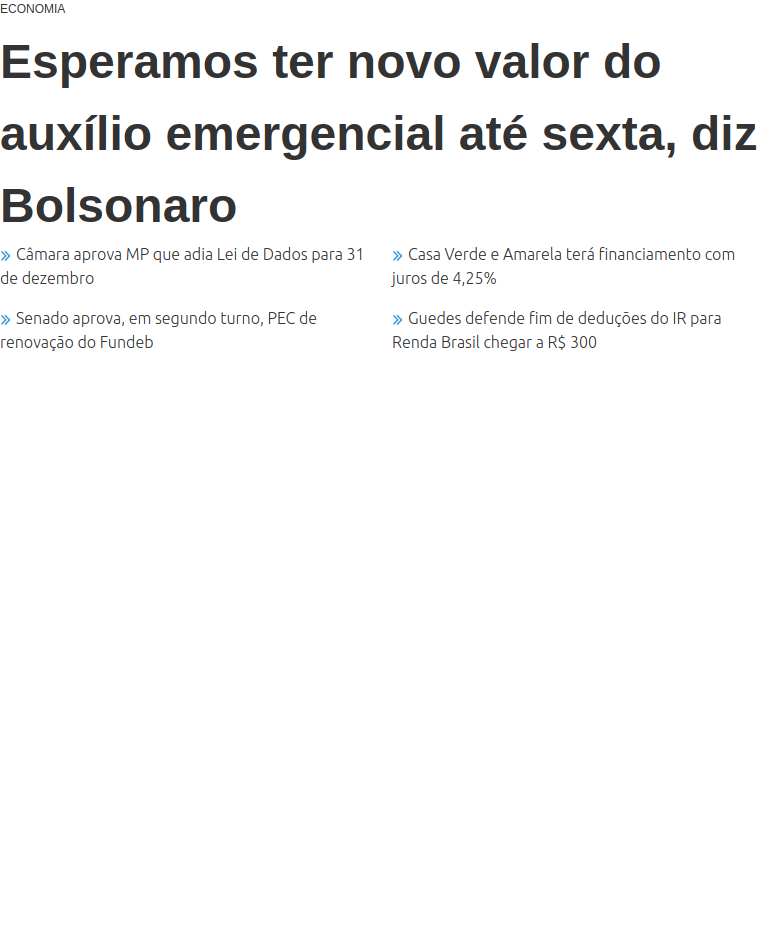 ECONOMIA
Esperamos ter novo valor do
auxílio emergencial até sexta, diz
Bolsonaro
» Câmara aprova MP que adia Lei de Dados para 31
de dezembro
» Casa Verde e Amarela terá financiamento com
juros de 4,25%
» Senado aprova, em segundo turno, PEC de
renovação do Fundeb
» Guedes defende fim de deduções do IR para
Renda Brasil chegar a R$ 300